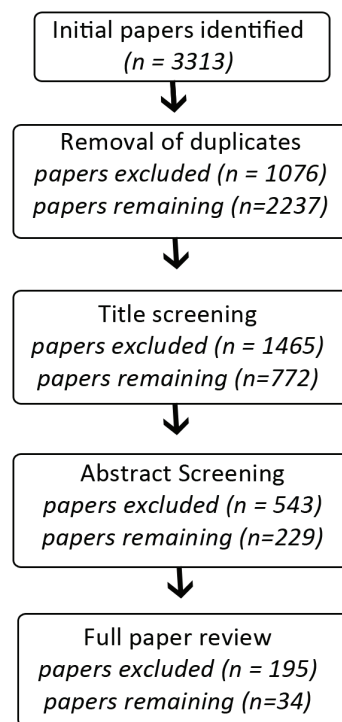 Initial papers identified
(n = 3313)
Removal of duplicates
papers excluded (n = 1076)
papers remaining (n=2237)
Title screening
papers excluded (n = 1465)
papers remaining (n=772)
Abstract Screening
papers excluded (n = 543)
papers remaining (n=229)
Full paper review
papers excluded (n = 195)
papers remaining (n=34)